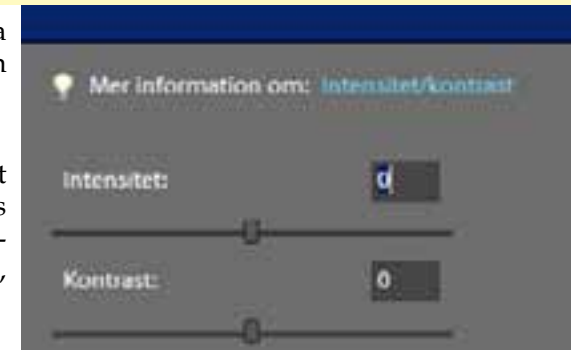 a
n
Mer information om: Intensitet/kontrast
t
s
-
,
Intensitet: 0
Kontrast: 0